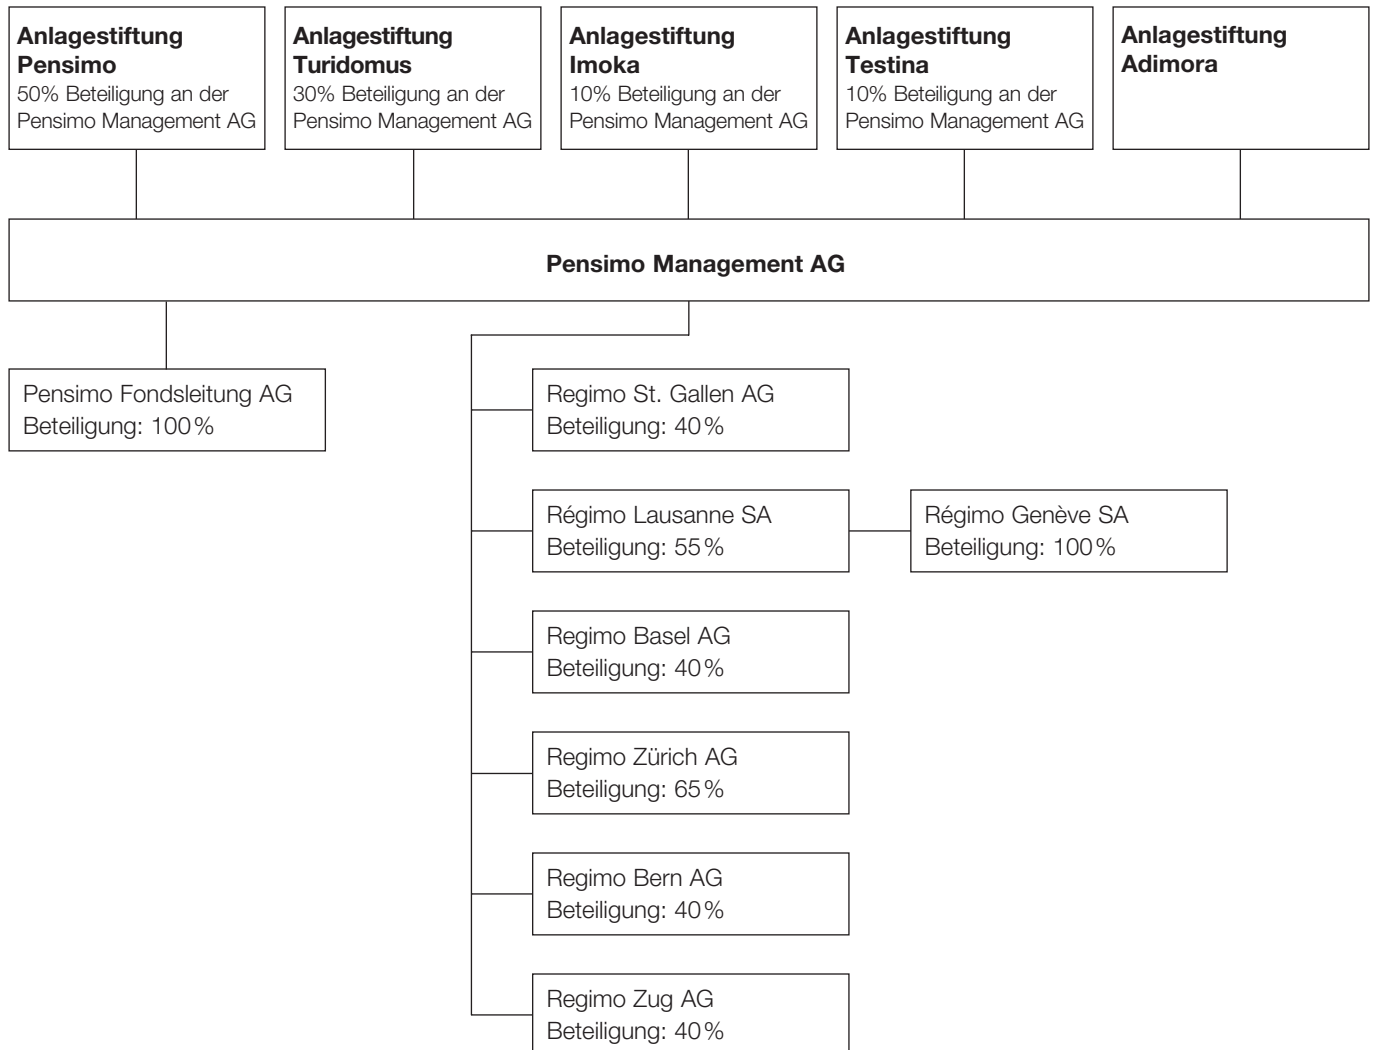 Anlagestiftung
Pensimo
50% Beteiligung an der
Pensimo Management AG
Anlagestiftung
Turidomus
30% Beteiligung an der
Pensimo Management AG
Anlagestiftung
Imoka
10% Beteiligung an der
Pensimo Management AG
Anlagestiftung
Testina
10% Beteiligung an der
Pensimo Management AG
Anlagestiftung
Adimora
Pensimo Management AG
Pensimo Fondsleitung AG
Beteiligung: 100%
Regimo St. Gallen AG
Beteiligung: 40%
Régimo Lausanne SA
Beteiligung: 55%
Régimo Genève SA
Beteiligung: 100%
Regimo Basel AG
Beteiligung: 40%
Regimo Zürich AG
Beteiligung: 65%
Regimo Bern AG
Beteiligung: 40%
Regimo Zug AG
Beteiligung: 40%